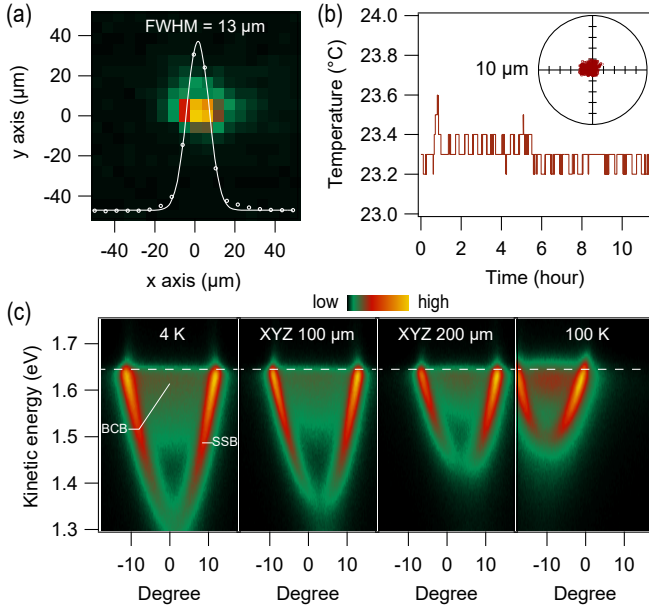 (a)
FWHM = 13 µm
y axis (µm)
40
20
0
-20
-40
-40 -20 0 20 40
x axis (µm)
(b)
Temperature (°C)
24.0
23.8
23.6
23.4
23.2
23.0
10 µm
0 2 4 6 8 10
Time (hour)
(c)
low high
Kinetic energy (eV)
1.7
1.6
1.5
1.4
1.3
4 K
BCB
SSB
XYZ 100 µm
XYZ 200 µm
100 K
-10 0 10
-10 0 10
-10 0 10
-10 0 10
Degree
Degree
Degree
Degree